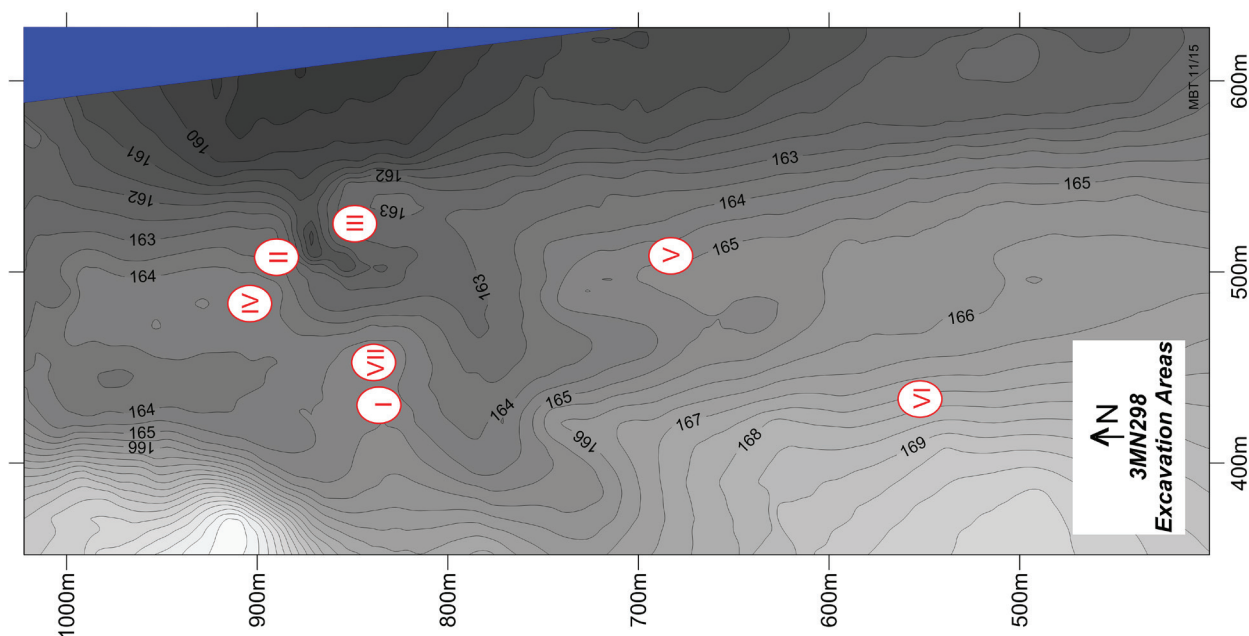 MBT 11/15
600m
160
161
163
162
162
165
163
164
III
163
165
II
V
500m
164
163
IV
166
VII
164
165
I
VI
164
167
165
166
166
168
169
N
3MN298
Excavation Areas
400m
1000m
900m
800m
700m
600m
500m